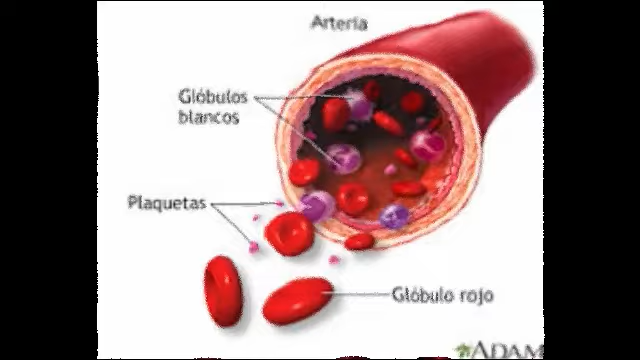 Arteria
Glóbulos
blancos
Plaquetas
Glóbulo rojo
ADAM